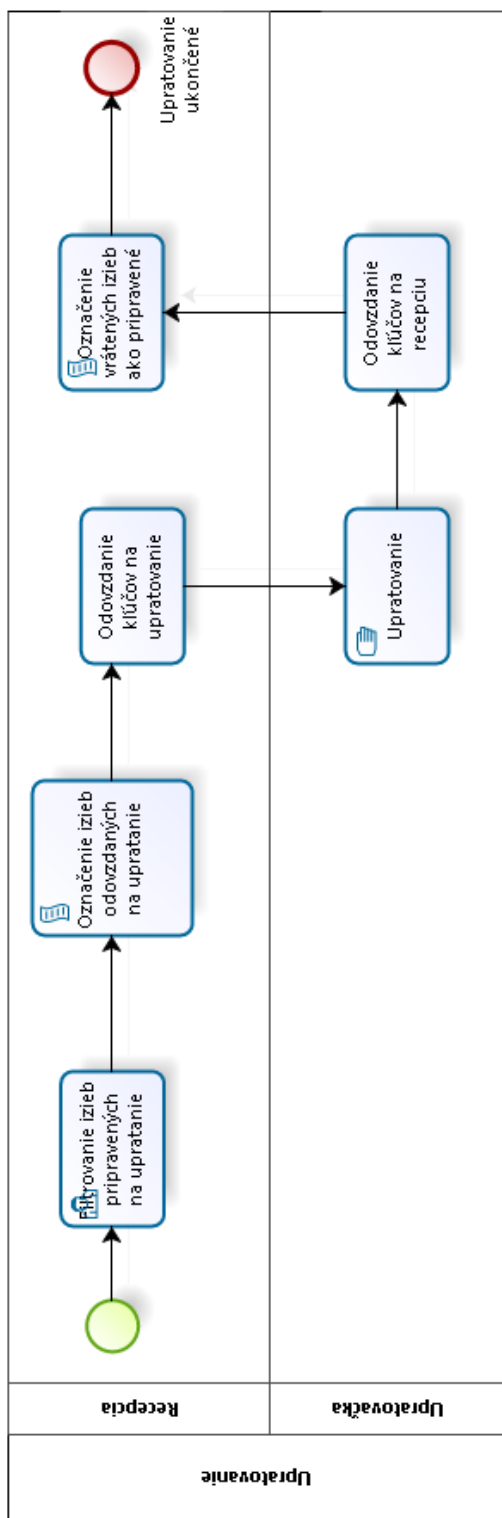 Upratovanie
Recepcia
Upratovačka
Filtrovanie izieb
pripravených
na upratanie
Označenie izieb
odovzdaných
na upratanie
Odovzdanie
kľúčov na
upratovanie
Upratovanie
Odovzdanie
kľúčov na
recepciu
Označenie
vrátených izieb
ako pripravené
Upratovanie
ukončené